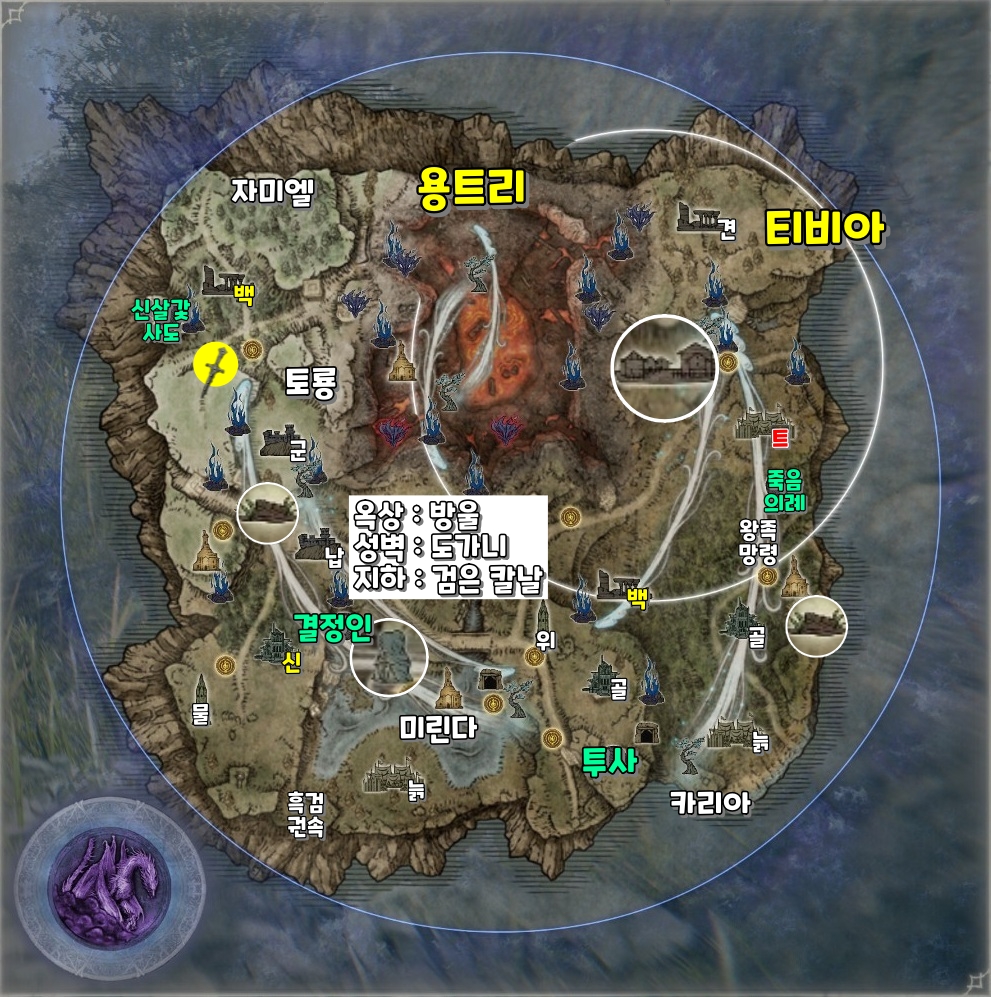 자미엘
용트리
견
티비아
백
신살갗
사도
토룡
군
트
죽음
의례
옥상 : 방울
성벽 : 도가니
지하 : 검은 칼날
왕족
망령
납
백
결정인
위
골
신
골
물
미린다
늙
투사
늙
흑검
권속
카리아